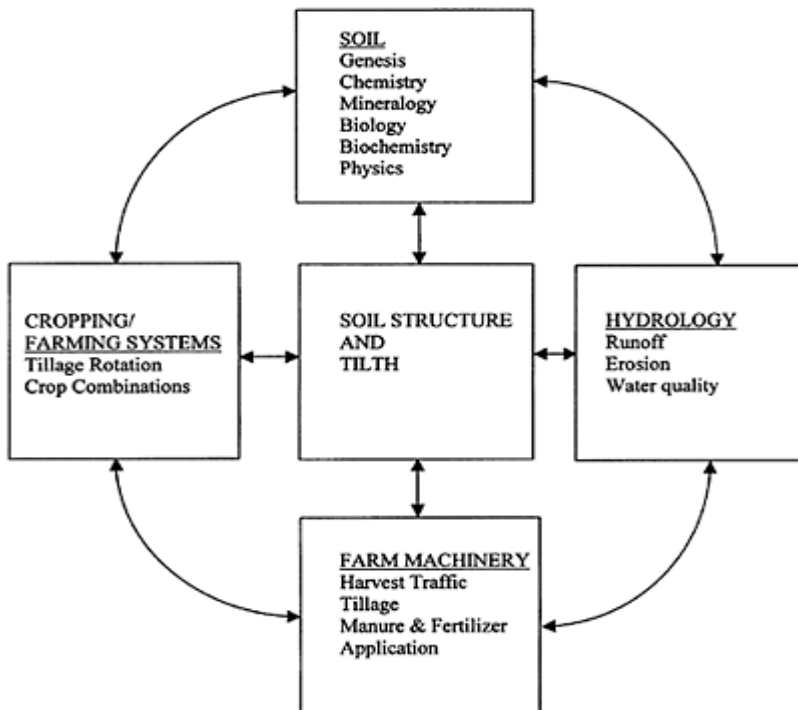 SOIL
Genesis
Chemistry
Mineralogy
Biology
Biochemistry
Physics
CROPPING/
FARMING SYSTEMS
Tillage Rotation
Crop Combinations
SOIL STRUCTURE
AND
TILTH
HYDROLOGY
Runoff
Erosion
Water quality
FARM MACHINERY
Harvest Traffic
Tillage
Manure & Fertilizer
Application